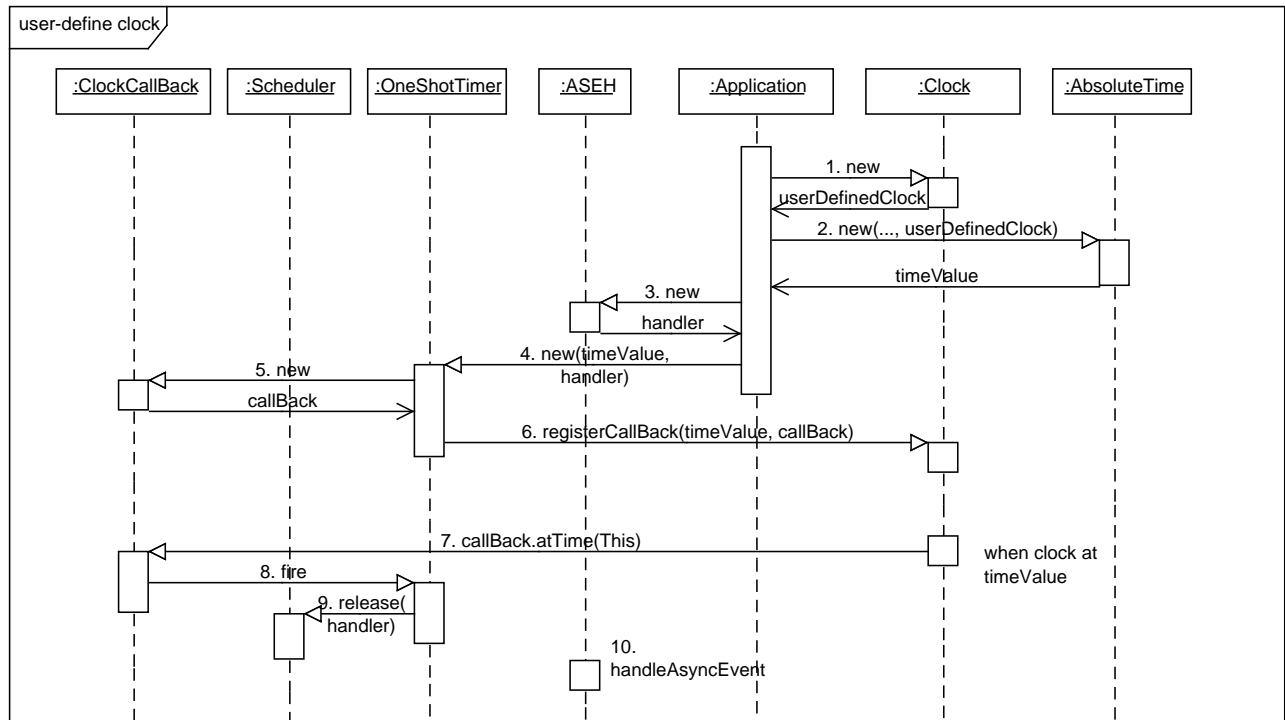 user-define clock
:ClockCallBack
:Scheduler
:OneShotTimer
:ASEH
:Application
:Clock
:AbsoluteTime
1. new
userDefinedClock
2. new(..., userDefinedClock)
timeValue
3. new
handler
4. new(timeValue,
handler)
5. new
callBack
6. registerCallBack(timeValue, callBack)
7. callBack.atTime(This)
when clock at
timeValue
8. fire
9. release(
handler)
10.
handleAsyncEvent